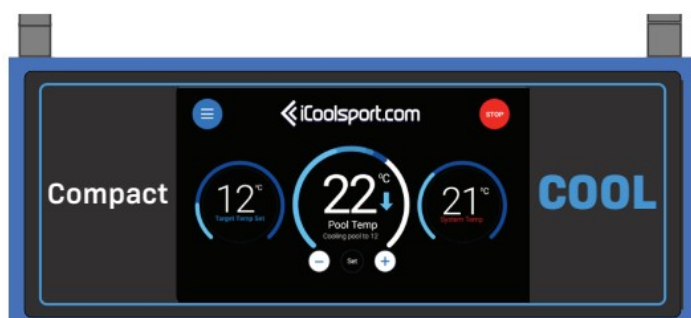 iCoolsport.com
STOP
Compact
12°C
Target Temp Set
22°C
Pool Temp
Cooling pool to 12
21°C
System Temp
COOL
− Set +